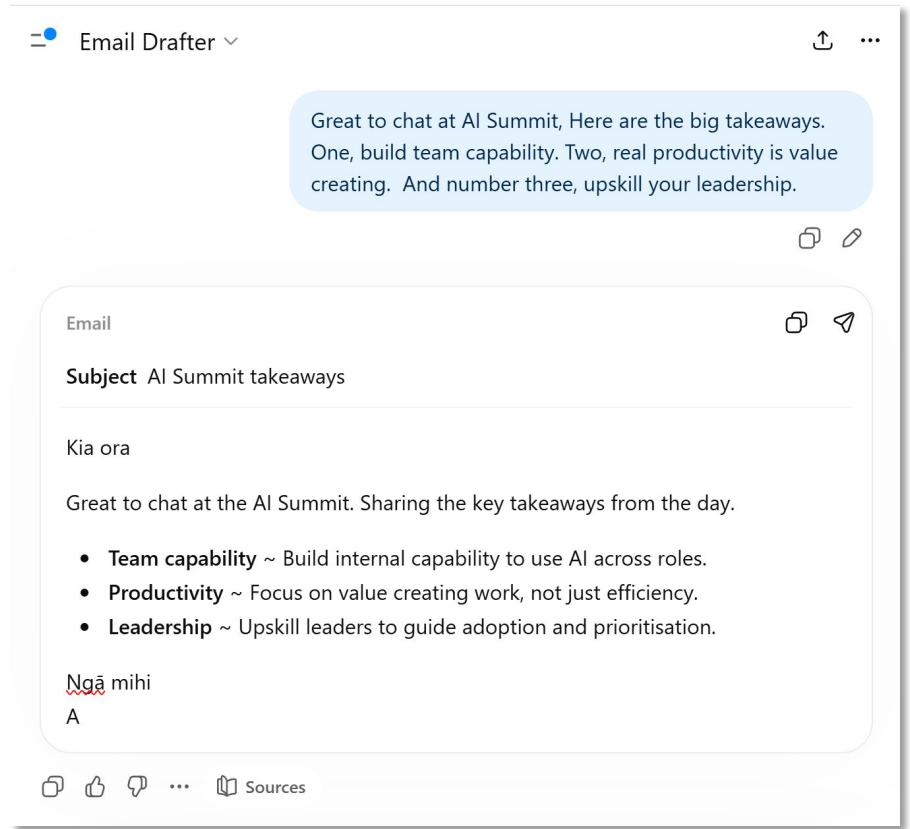 Email Drafter
Great to chat at AI Summit, Here are the big takeaways.
One, build team capability. Two, real productivity is value
creating.  And number three, upskill your leadership.
Email
Subject AI Summit takeaways
Kia ora
Great to chat at the AI Summit. Sharing the key takeaways from the day.
• Team capability ~ Build internal capability to use AI across roles.
• Productivity ~ Focus on value creating work, not just efficiency.
• Leadership ~ Upskill leaders to guide adoption and prioritisation.
Ngā mihi
A
Sources